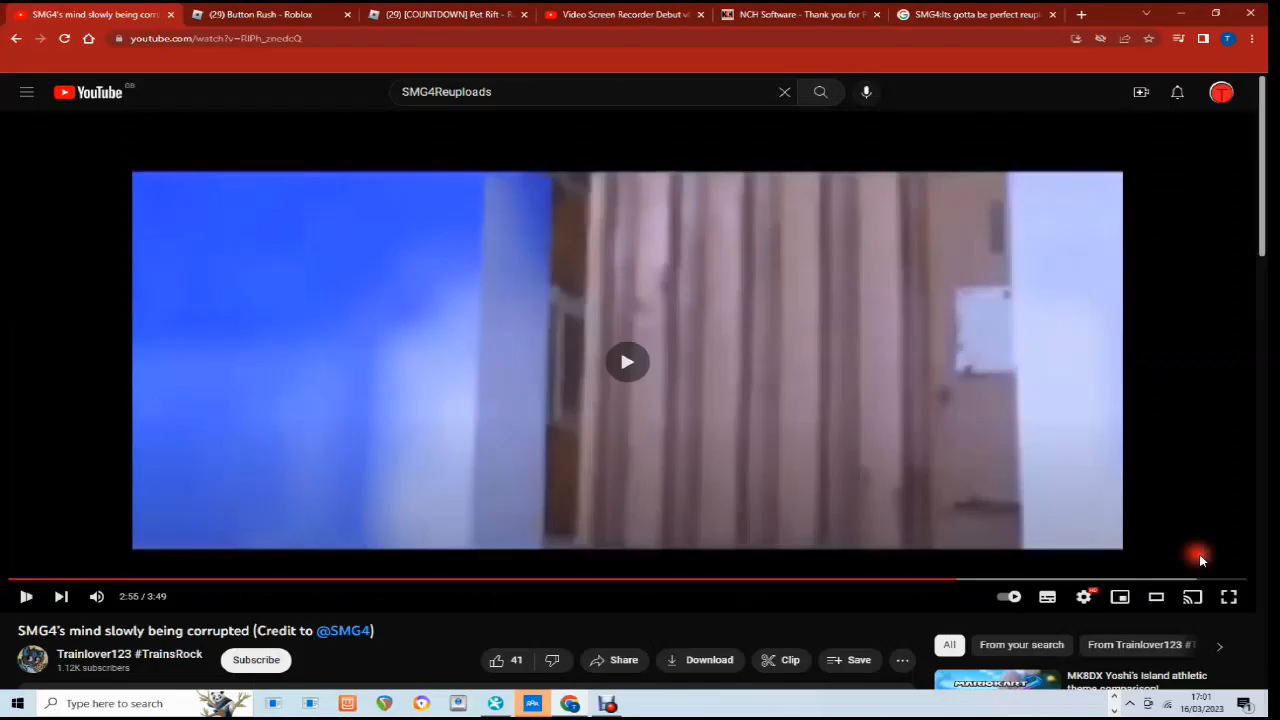 SMG4's mind slowly being corr
(29) Button Rush - Roblox
(29) [COUNTDOWN] Pet Rift - R
Video Screen Recorder Debut v
NCH Software - Thank you for
SMG4its gotta be perfect reup
youtube.com/watch?v=RIPh_znedcQ
YouTube GB
SMG4Reuploads
T
2:55 / 3:49
HD
SMG4's mind slowly being corrupted (Credit to @SMG4)
Trainlover123 #TrainsRock
1.12K subscribers
Subscribe
41
Share
Download
Clip
Save
All
From your search
From Trainlover123 #T
MK8DX Yoshi's Island athletic
theme comparison!
Type here to search
17:01
16/03/2023